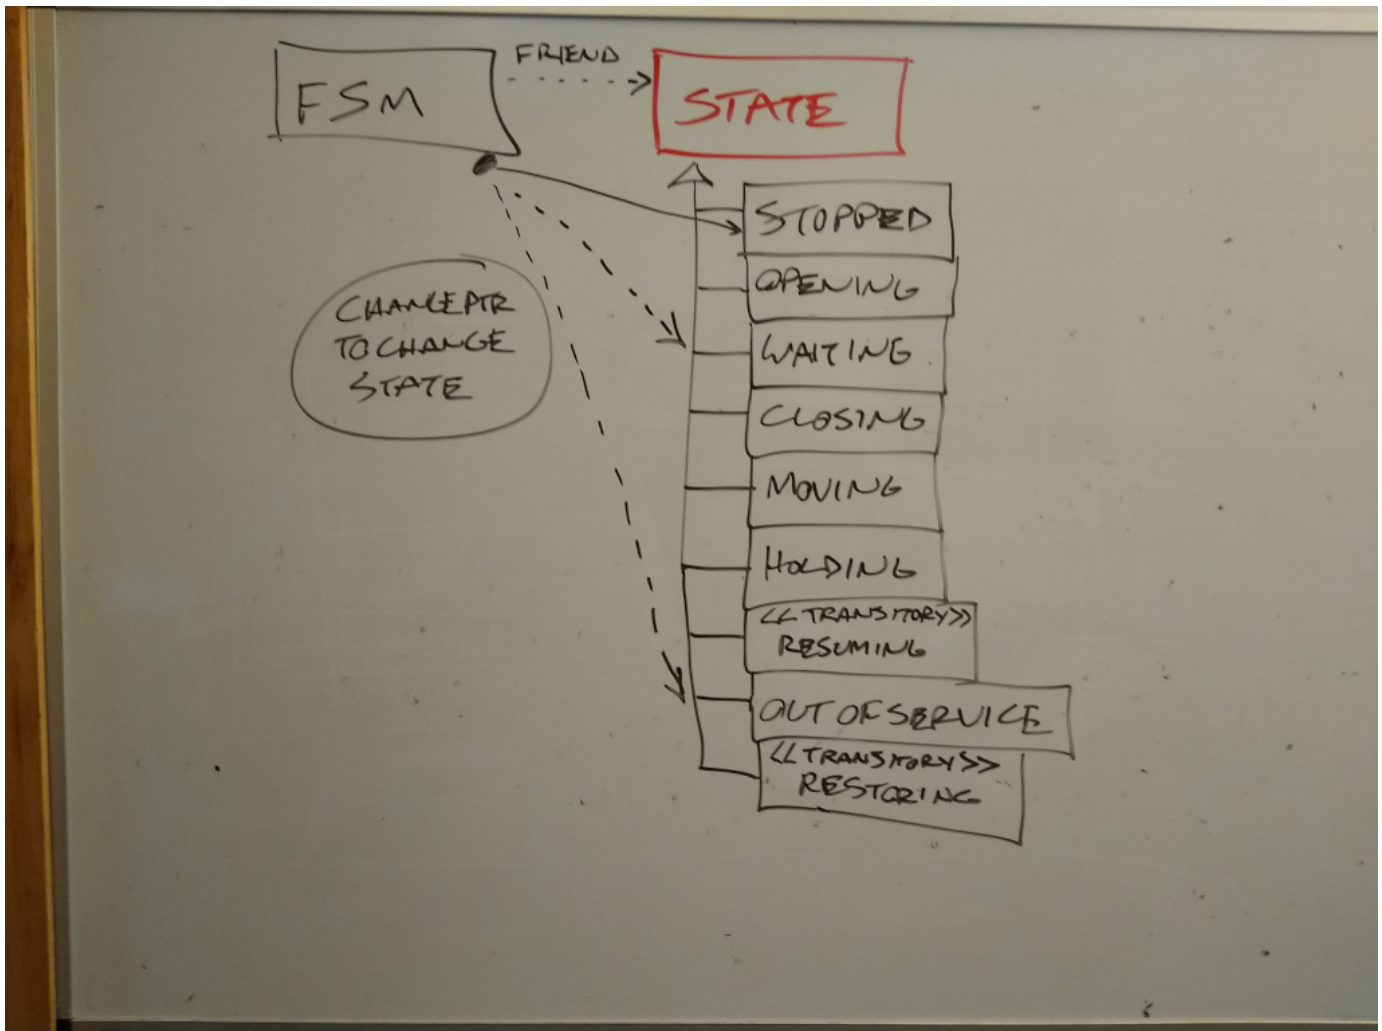 FSM
FRIEND
STATE
STOPPED
OPENING
WAITING
CLOSING
MOVING
HOLDING
<<TRANSITORY>>
RESUMING
OUT OF SERVICE
<<TRANSITORY>>
RESTORING
CHANGE PTR
TO CHANGE
STATE